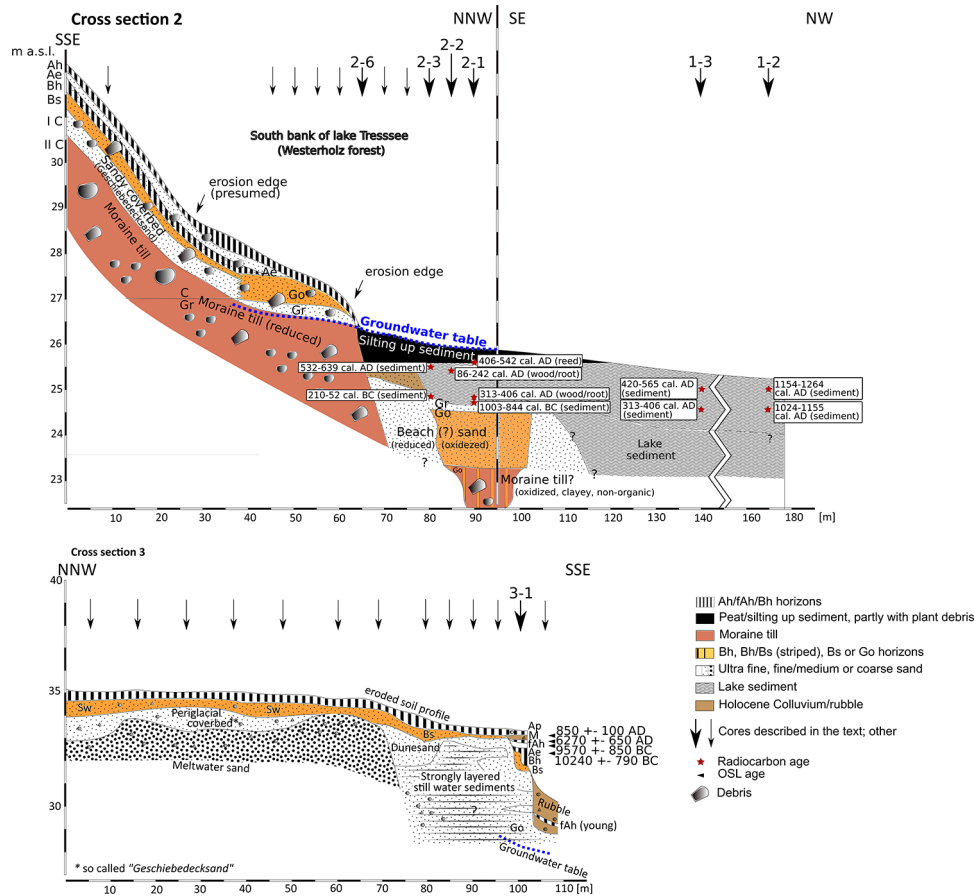 Cross section 2
SSE
NNW
SE
NW
m a.s.l.
2-2
2-6
2-3
2-1
1-3
1-2
Ah
Ae
Bh
Bs
I C
II C
30
29
28
27
26
25
24
23
South bank of lake Tresssee
(Westerholz forest)
Sandy coverbed
(Geschiebedecksand)
Moraine till
erosion edge
(presumed)
erosion edge
Ae
Go
Gr
C
Gr
Moraine till (reduced)
Groundwater table
Silting up sediment
406-542 cal. AD (reed)
532-639 cal. AD (sediment)
86-242 cal. AD (wood/root)
210-52 cal. BC (sediment)
313-406 cal. AD (wood/root)
1003-844 cal. BC (sediment)
420-565 cal. AD
(sediment)
313-406 cal. AD
(sediment)
1154-1264
cal. AD
(sediment)
1024-1155
cal. AD
(sediment)
Gr
Go
Beach (?) sand
(reduced)
(oxidezed)
?
?
?
?
Lake
sediment
Go
Moraine till?
(oxidized, clayey, non-organic)
10 20 30 40 50 60 70 80 90 100 110 120 130 140 170 180 [m]
Cross section 3
NNW
SSE
40
35
30
3-1
Sw
Sw
Periglacial
coverbed*
Meltwater sand
eroded soil profile
Bs
Dunesand
Strongly layered
still water sediments
?
Go
Ap
M
fAh
Ae
Bh
Bs
850 +- 100 AD
6270 +- 650 AD
9570 +- 850 BC
10240 +- 790 BC
Rubble
fAh (young)
Groundwater table
* so called "Geschiebedecksand"
10 20 30 40 50 60 70 80 90 100 110 [m]
Ah/fAh/Bh horizons
Peat/silting up sediment, partly with plant debris
Moraine till
Bh, Bh/Bs (striped), Bs or Go horizons
Ultra fine, fine/medium or coarse sand
Lake sediment
Holocene Colluvium/rubble
Cores described in the text; other
Radiocarbon age
OSL age
Debris